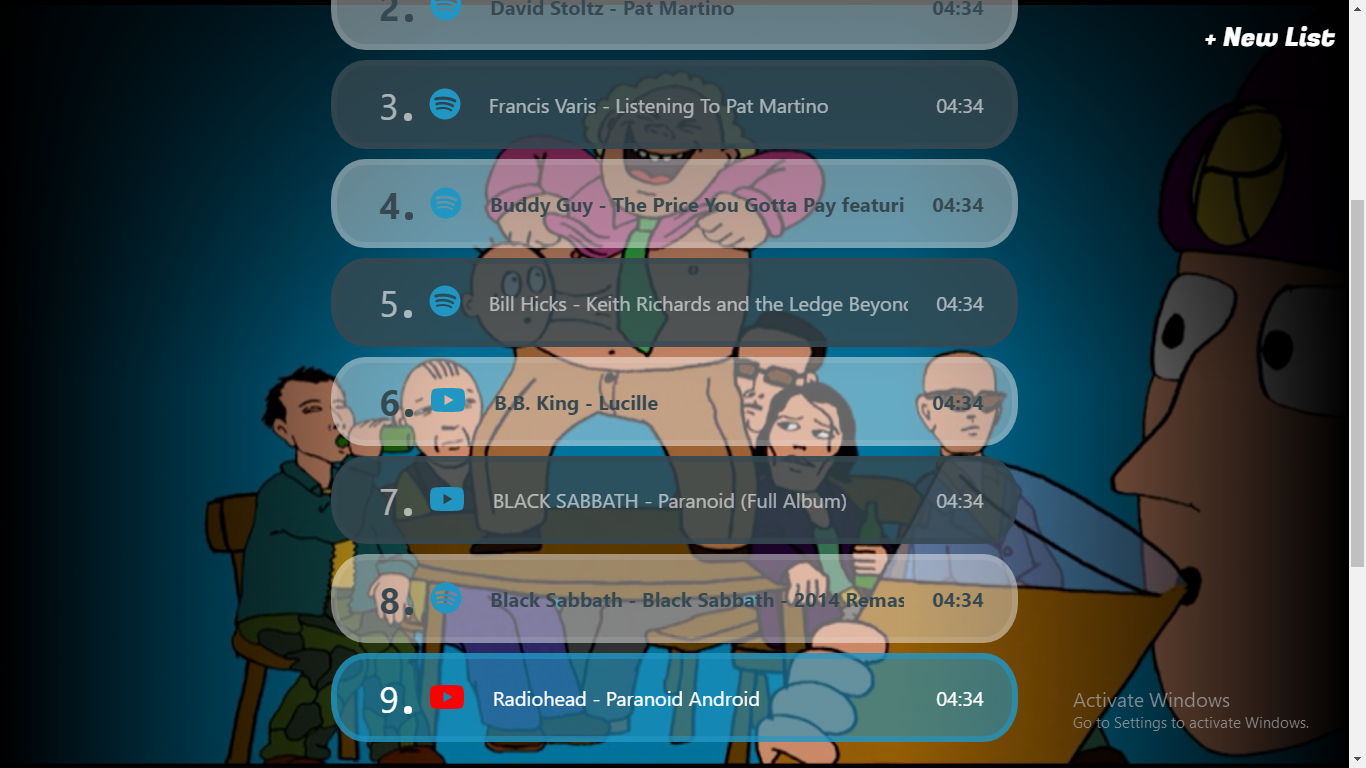 2. David Stoltz - Pat Martino 04:34
+ New List
3. Francis Varis - Listening To Pat Martino 04:34
4. Buddy Guy - The Price You Gotta Pay featuri 04:34
5. Bill Hicks - Keith Richards and the Ledge Beyond 04:34
6. B.B. King - Lucille 04:34
7. BLACK SABBATH - Paranoid (Full Album) 04:34
8. Black Sabbath - Black Sabbath - 2014 Remas 04:34
9. Radiohead - Paranoid Android 04:34
Activate Windows
Go to Settings to activate Windows.